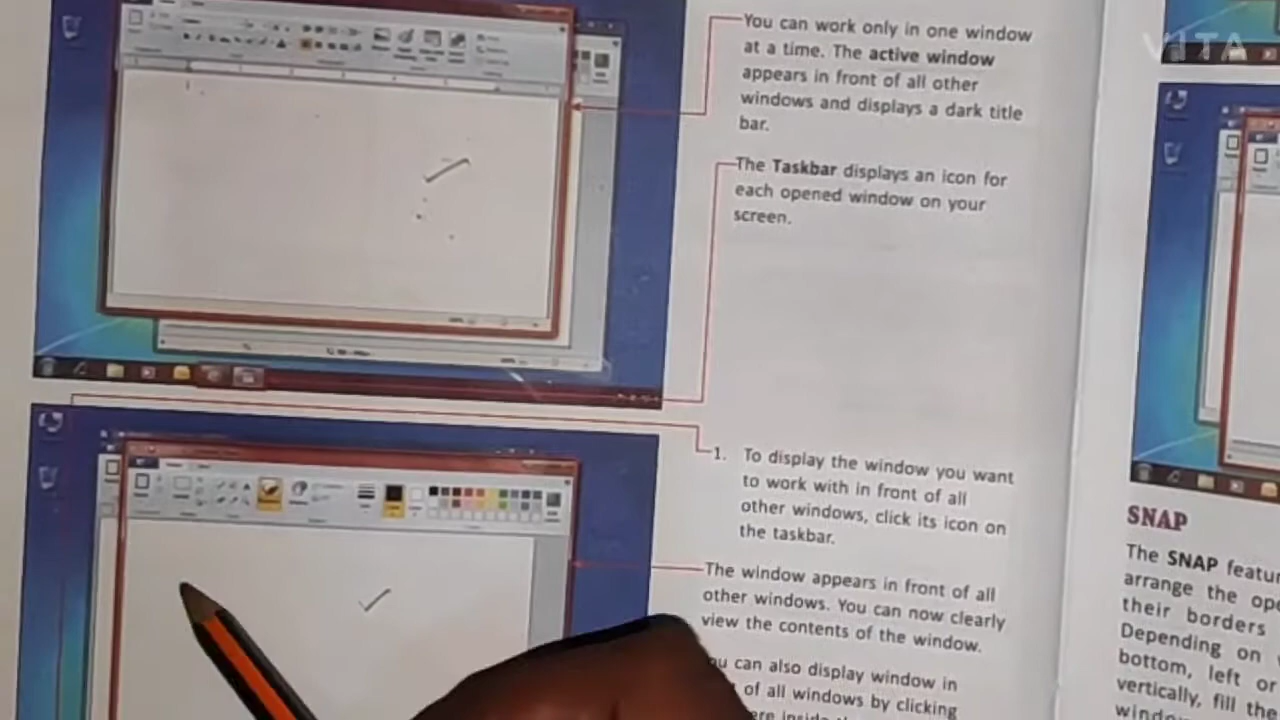 You can work only in one window
at a time. The active window
appears in front of all other
windows and displays a dark title
bar.
The Taskbar displays an icon for
each opened window on your
screen.
1. To display the window you want
to work with in front of all
other windows, click its icon on
the taskbar.
The window appears in front of all
other windows. You can now clearly
view the contents of the window.
can also display window in
of all windows by clicking
VITA
SNAP
The SNAP
arrange the
their borders
Depending on
bottom, left or
vertically, fill the